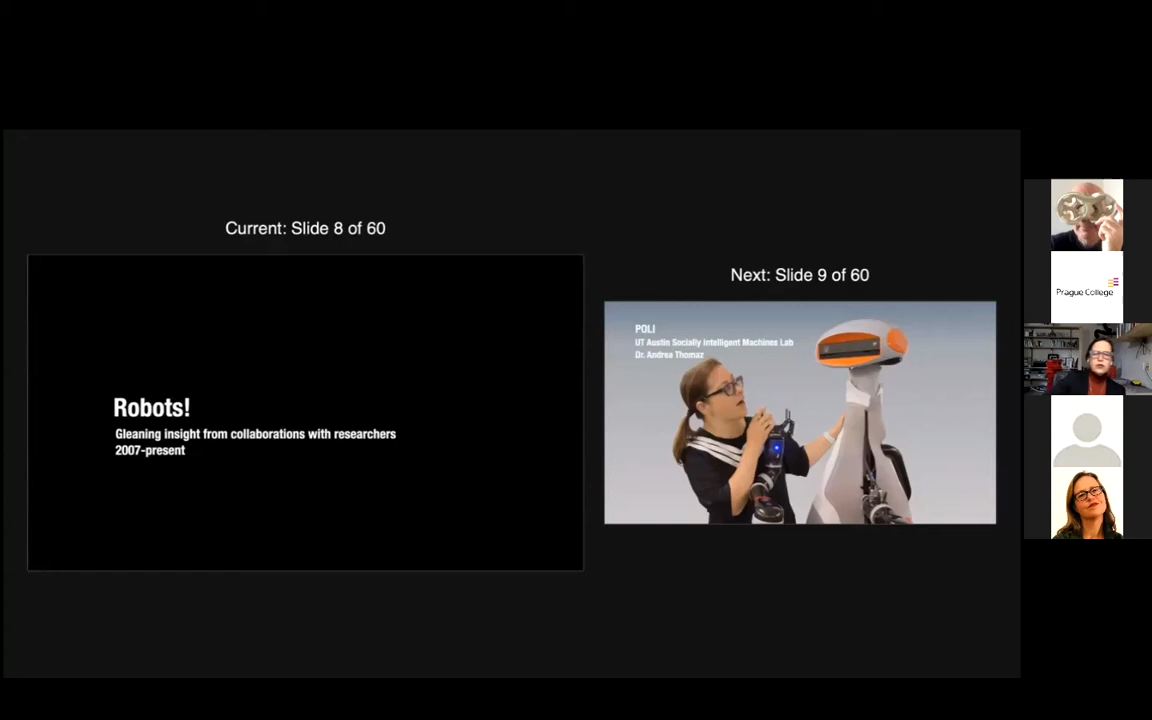 Current: Slide 8 of 60
Robots!
Gleaning insight from collaborations with researchers
2007-present
Next: Slide 9 of 60
POLI
UT Austin Socially Intelligent Machines Lab
Dr. Andrea Thomaz
Prague College